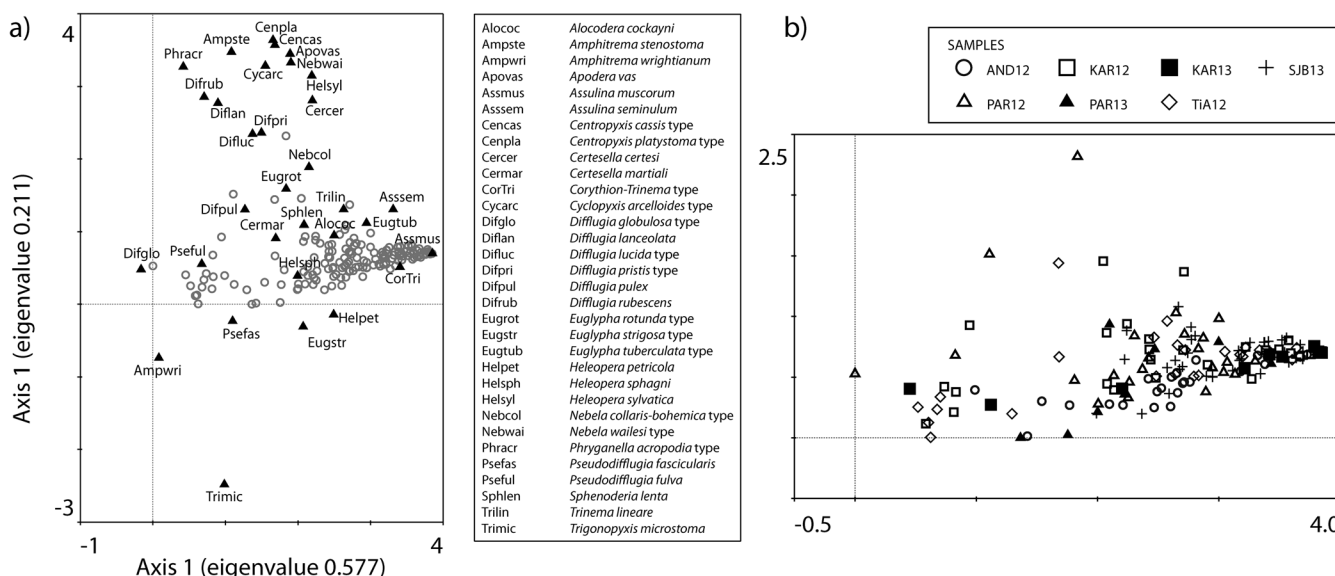 a)
4
Axis 1 (eigenvalue 0.211)
-3
-1
4
Axis 1 (eigenvalue 0.577)
Cenpla
Ampste
Cencas
Apovas
Phracr
Nebwai
Cycarc
Helsyl
Difrub
Cercer
Diflan
Difpri
Difluc
Nebcol
Eugrot
Trilin
Asssem
Difpul
Sphlen
Cermar
Alococ
Eugtub
Assmus
Difglo
Pseful
Helsph
CorTri
Psefas
Helpet
Eugstr
Ampwri
Trimic
Alococ Alocodera cockayni
Ampste Amphitrema stenostoma
Ampwri Amphitrema wrightianum
Apovas Apodera vas
Assmus Assulina muscorum
Asssem Assulina seminulum
Cencas Centropyxis cassis type
Cenpla Centropyxis platystoma type
Cercer Certesella certesi
Cermar Certesella martiali
CorTri Corythion-Trinema type
Cycarc Cyclopyxis arcelloides type
Difglo Difflugia globulosa type
Diflan Difflugia lanceolata
Difluc Difflugia lucida type
Difpri Difflugia pristis type
Difpul Difflugia pulex
Difrub Difflugia rubescens
Eugrot Euglypha rotunda type
Eugstr Euglypha strigosa type
Eugtub Euglypha tuberculata type
Helpet Heleopera petricola
Helsph Heleopera sphagni
Helsyl Heleopera sylvatica
Nebcol Nebela collaris-bohemica type
Nebwai Nebela wailesi type
Phracr Phryganella acropodia type
Psefas Pseudodifflugia fascicularis
Pseful Pseudodifflugia fulva
Sphlen Sphenoderia lenta
Trilin Trinema lineare
Trimic Trigonopyxis microstoma
b)
SAMPLES
AND12 KAR12 KAR13 SJB13
PAR12 PAR13 TiA12
2.5
-0.5
4.0